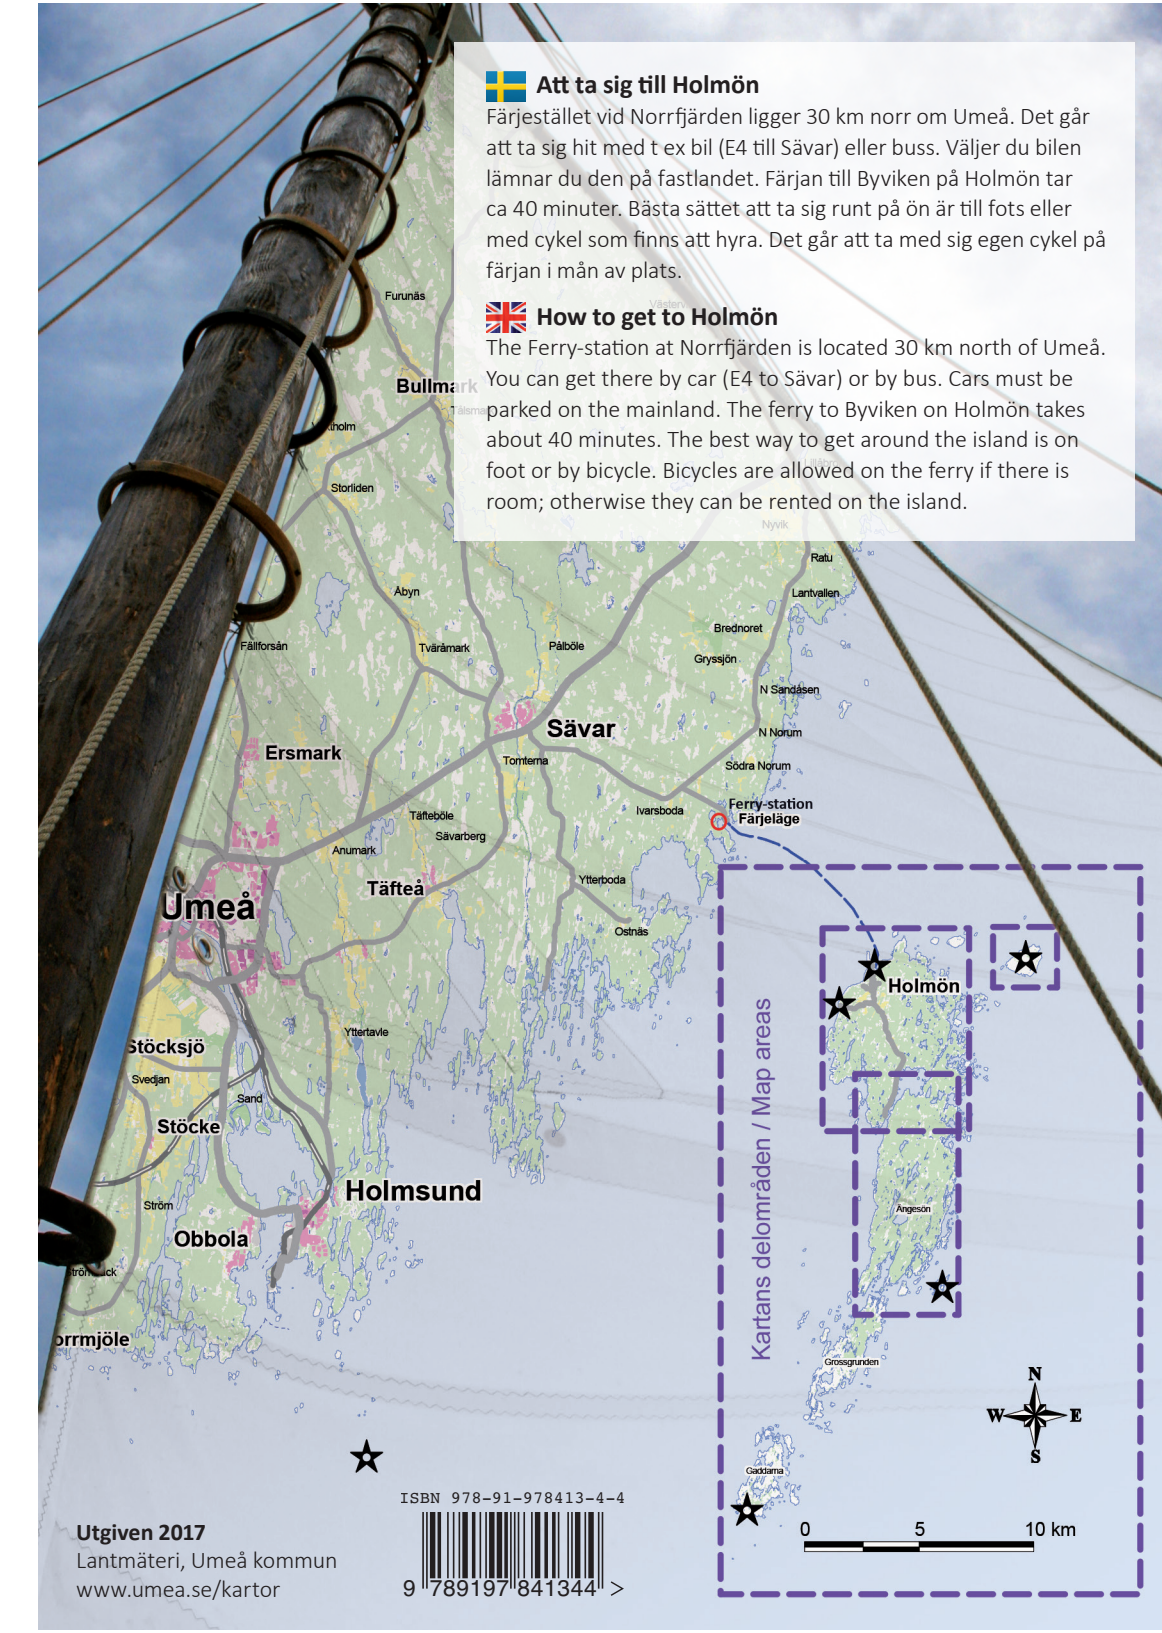 Att ta sig till Holmön
Färjestället vid Norrfjärden ligger 30 km norr om Umeå. Det går
att ta sig hit med t ex bil (E4 till Sävar) eller buss. Väljer du bilen
lämnar du den på fastlandet. Färjan till Byviken på Holmön tar
ca 40 minuter. Bästa sättet att ta sig runt på ön är till fots eller
med cykel som finns att hyra. Det går att ta med sig egen cykel på
färjan i mån av plats.
How to get to Holmön
The Ferry-station at Norrfjärden is located 30 km north of Umeå.
You can get there by car (E4 to Sävar) or by bus. Cars must be
parked on the mainland. The ferry to Byviken on Holmön takes
about 40 minutes. The best way to get around the island is on
foot or by bicycle. Bicycles are allowed on the ferry if there is
room; otherwise they can be rented on the island.
Furunäs
Bullmark
Storliden
Nyvik
Ratu
Åbyn
Lantvallen
Brednoret
Fällforsån
Tväråmark
Pålböle
Gryssjön
N Sandåsen
Sävar
N Norum
Ersmark
Tomterna
Södra Norum
Ferry-station
Färjeläge
Ivarsboda
Täfteböle
Sävarberg
Anumark
Täfteå
Ytterboda
Umeå
Ostnäs
Holmön
Yttertavle
Stöcksjö
Svedjan
Sand
Stöcke
Kartans delområden / Map areas
Holmsund
Ström
Ängesön
Obbola
orrmjöle
Grossgrunden
N
W E
S
Gaddarna
0 5 10 km
ISBN 978-91-978413-4-4
9 789197 841344 >
Utgiven 2017
Lantmäteri, Umeå kommun
www.umea.se/kartor